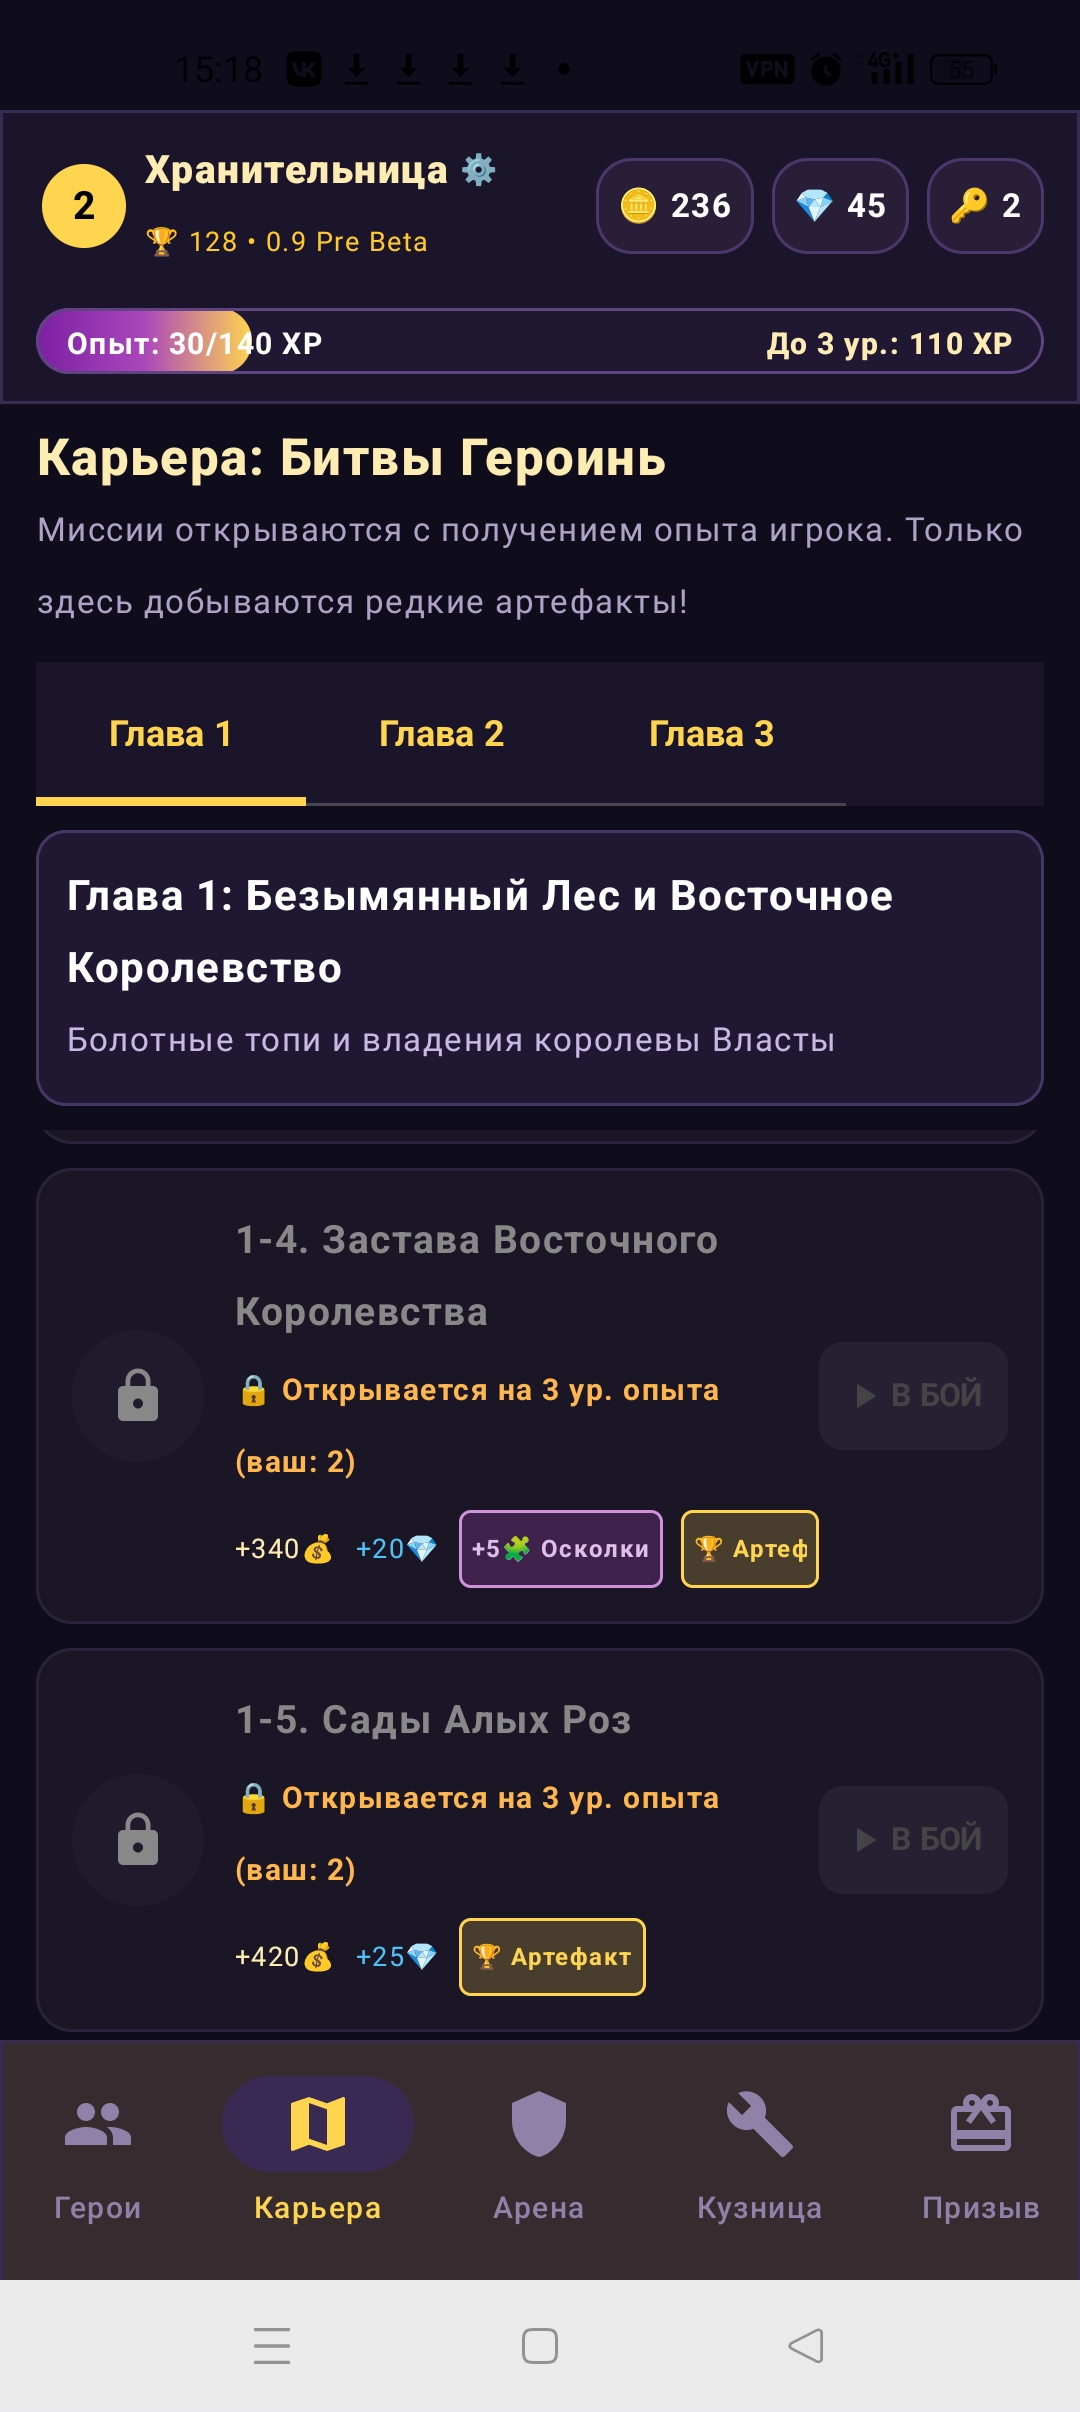 15:18 VPN 4G+ 55
2 Хранительница ⚙️ 🪙 236 💎 45 🔑 2
🏆 128 • 0.9 Pre Beta
Опыт: 30/140 XP До 3 ур.: 110 XP
Карьера: Битвы Героинь
Миссии открываются с получением опыта игрока. Только
здесь добываются редкие артефакты!
Глава 1 Глава 2 Глава 3
Глава 1: Безымянный Лес и Восточное
Королевство
Болотные топи и владения королевы Власты
1-4. Застава Восточного
Королевства
🔒 Открывается на 3 ур. опыта
(ваш: 2)
В БОЙ
+340💰 +20💎 +5🧩 Осколки 🏆 Артеф
1-5. Сады Алых Роз
🔒 Открывается на 3 ур. опыта
(ваш: 2)
В БОЙ
+420💰 +25💎 🏆 Артефакт
Герои Карьера Арена Кузница Призыв